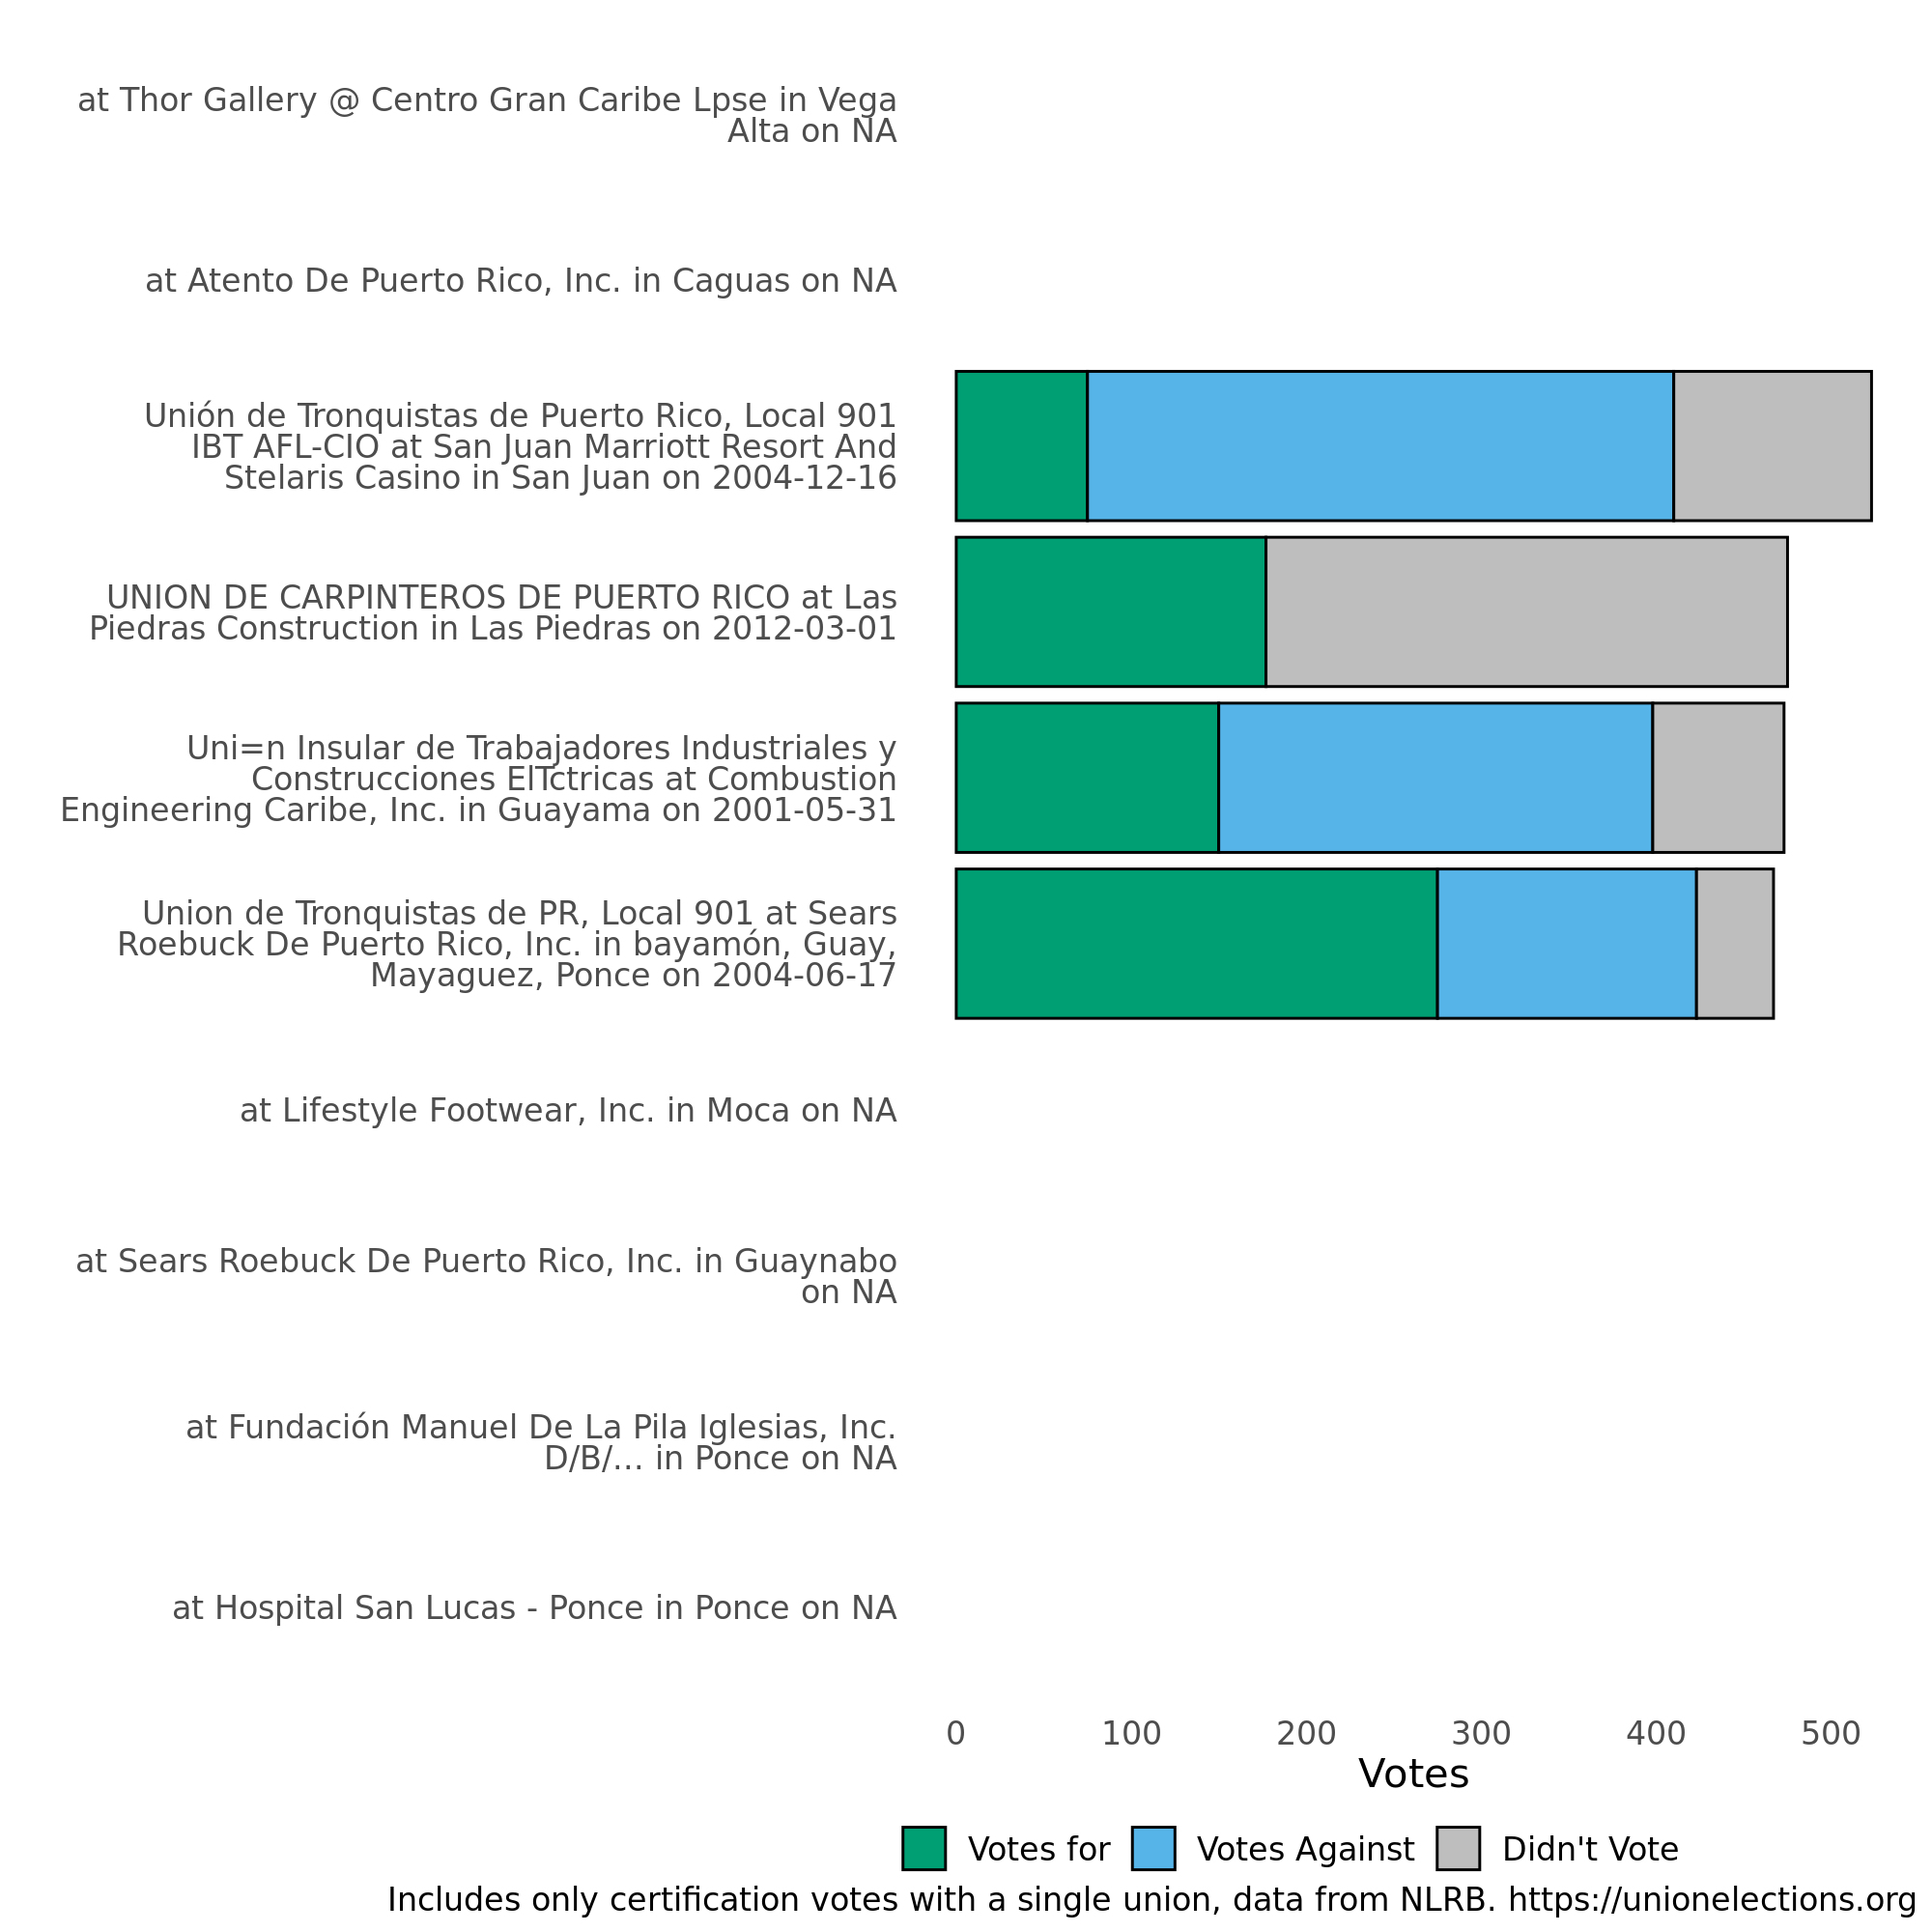 at Thor Gallery @ Centro Gran Caribe Lpse in Vega
Alta on NA
at Atento De Puerto Rico, Inc. in Caguas on NA
Unión de Tronquistas de Puerto Rico, Local 901
IBT AFL-CIO at San Juan Marriott Resort And
Stelaris Casino in San Juan on 2004-12-16
UNION DE CARPINTEROS DE PUERTO RICO at Las
Piedras Construction in Las Piedras on 2012-03-01
Uni=n Insular de Trabajadores Industriales y
Construcciones ElTctricas at Combustion
Engineering Caribe, Inc. in Guayama on 2001-05-31
Union de Tronquistas de PR, Local 901 at Sears
Roebuck De Puerto Rico, Inc. in bayamón, Guay,
Mayaguez, Ponce on 2004-06-17
at Lifestyle Footwear, Inc. in Moca on NA
at Sears Roebuck De Puerto Rico, Inc. in Guaynabo
on NA
at Fundación Manuel De La Pila Iglesias, Inc.
D/B/... in Ponce on NA
at Hospital San Lucas - Ponce in Ponce on NA
0 100 200 300 400 500
Votes
Votes for Votes Against Didn't Vote
Includes only certification votes with a single union, data from NLRB. https://unionelections.org